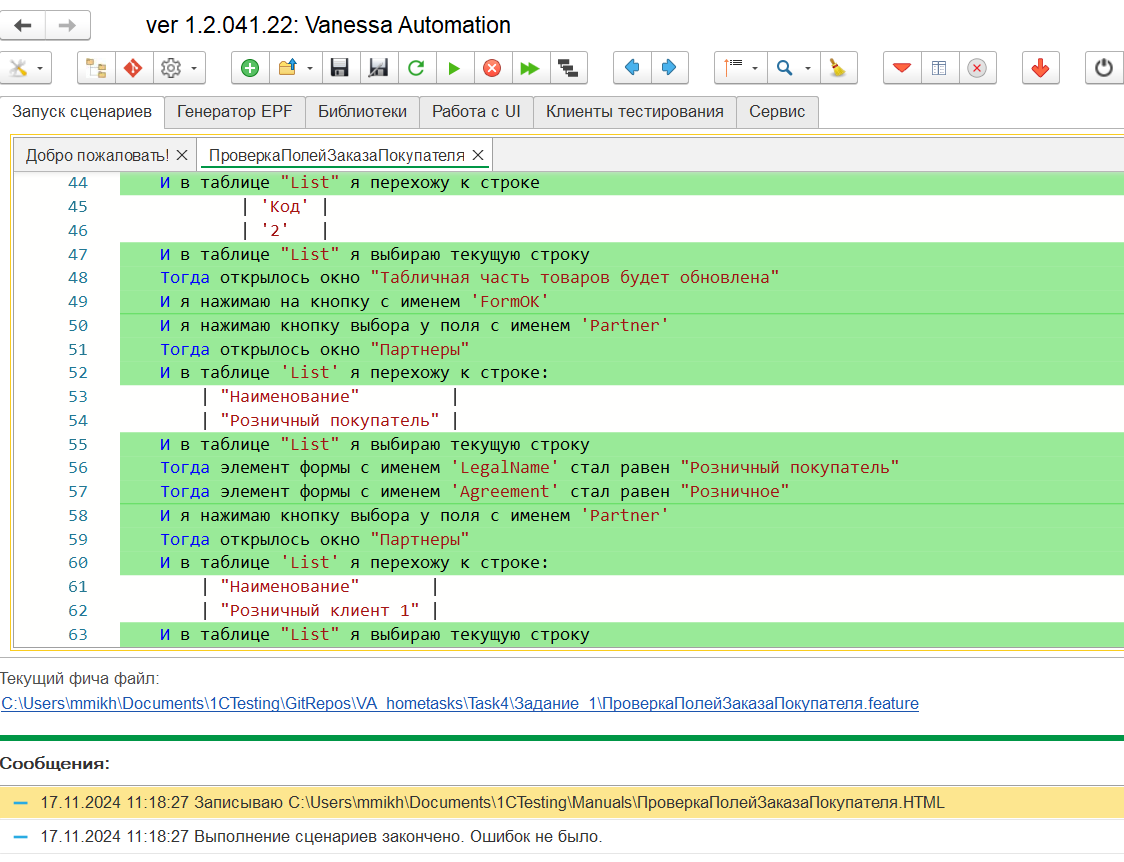 ver 1.2.041.22: Vanessa Automation
Запуск сценариев Генератор EPF Библиотеки Работа с UI Клиенты тестирования Сервис
Добро пожаловать! ПроверкаПолейЗаказаПокупателя
44 И в таблице "List" я перехожу к строке
45 | 'Код' |
46 | '2' |
47 И в таблице "List" я выбираю текущую строку
48 Тогда открылось окно "Табличная часть товаров будет обновлена"
49 И я нажимаю на кнопку с именем 'FormOK'
50 И я нажимаю кнопку выбора у поля с именем 'Partner'
51 Тогда открылось окно "Партнеры"
52 И в таблице 'List' я перехожу к строке:
53 | "Наименование" |
54 | "Розничный покупатель" |
55 И в таблице "List" я выбираю текущую строку
56 Тогда элемент формы с именем 'LegalName' стал равен "Розничный покупатель"
57 Тогда элемент формы с именем 'Agreement' стал равен "Розничное"
58 И я нажимаю кнопку выбора у поля с именем 'Partner'
59 Тогда открылось окно "Партнеры"
60 И в таблице 'List' я перехожу к строке:
61 | "Наименование" |
62 | "Розничный клиент 1" |
63 И в таблице "List" я выбираю текущую строку
Текущий фича файл:
C:\Users\mmikh\Documents\1CTesting\GitRepos\VA_hometasks\Task4\Задание_1\ПроверкаПолейЗаказаПокупателя.feature
Сообщения:
17.11.2024 11:18:27 Записываю C:\Users\mmikh\Documents\1CTesting\Manuals\ПроверкаПолейЗаказаПокупателя.HTML
17.11.2024 11:18:27 Выполнение сценариев закончено. Ошибок не было.